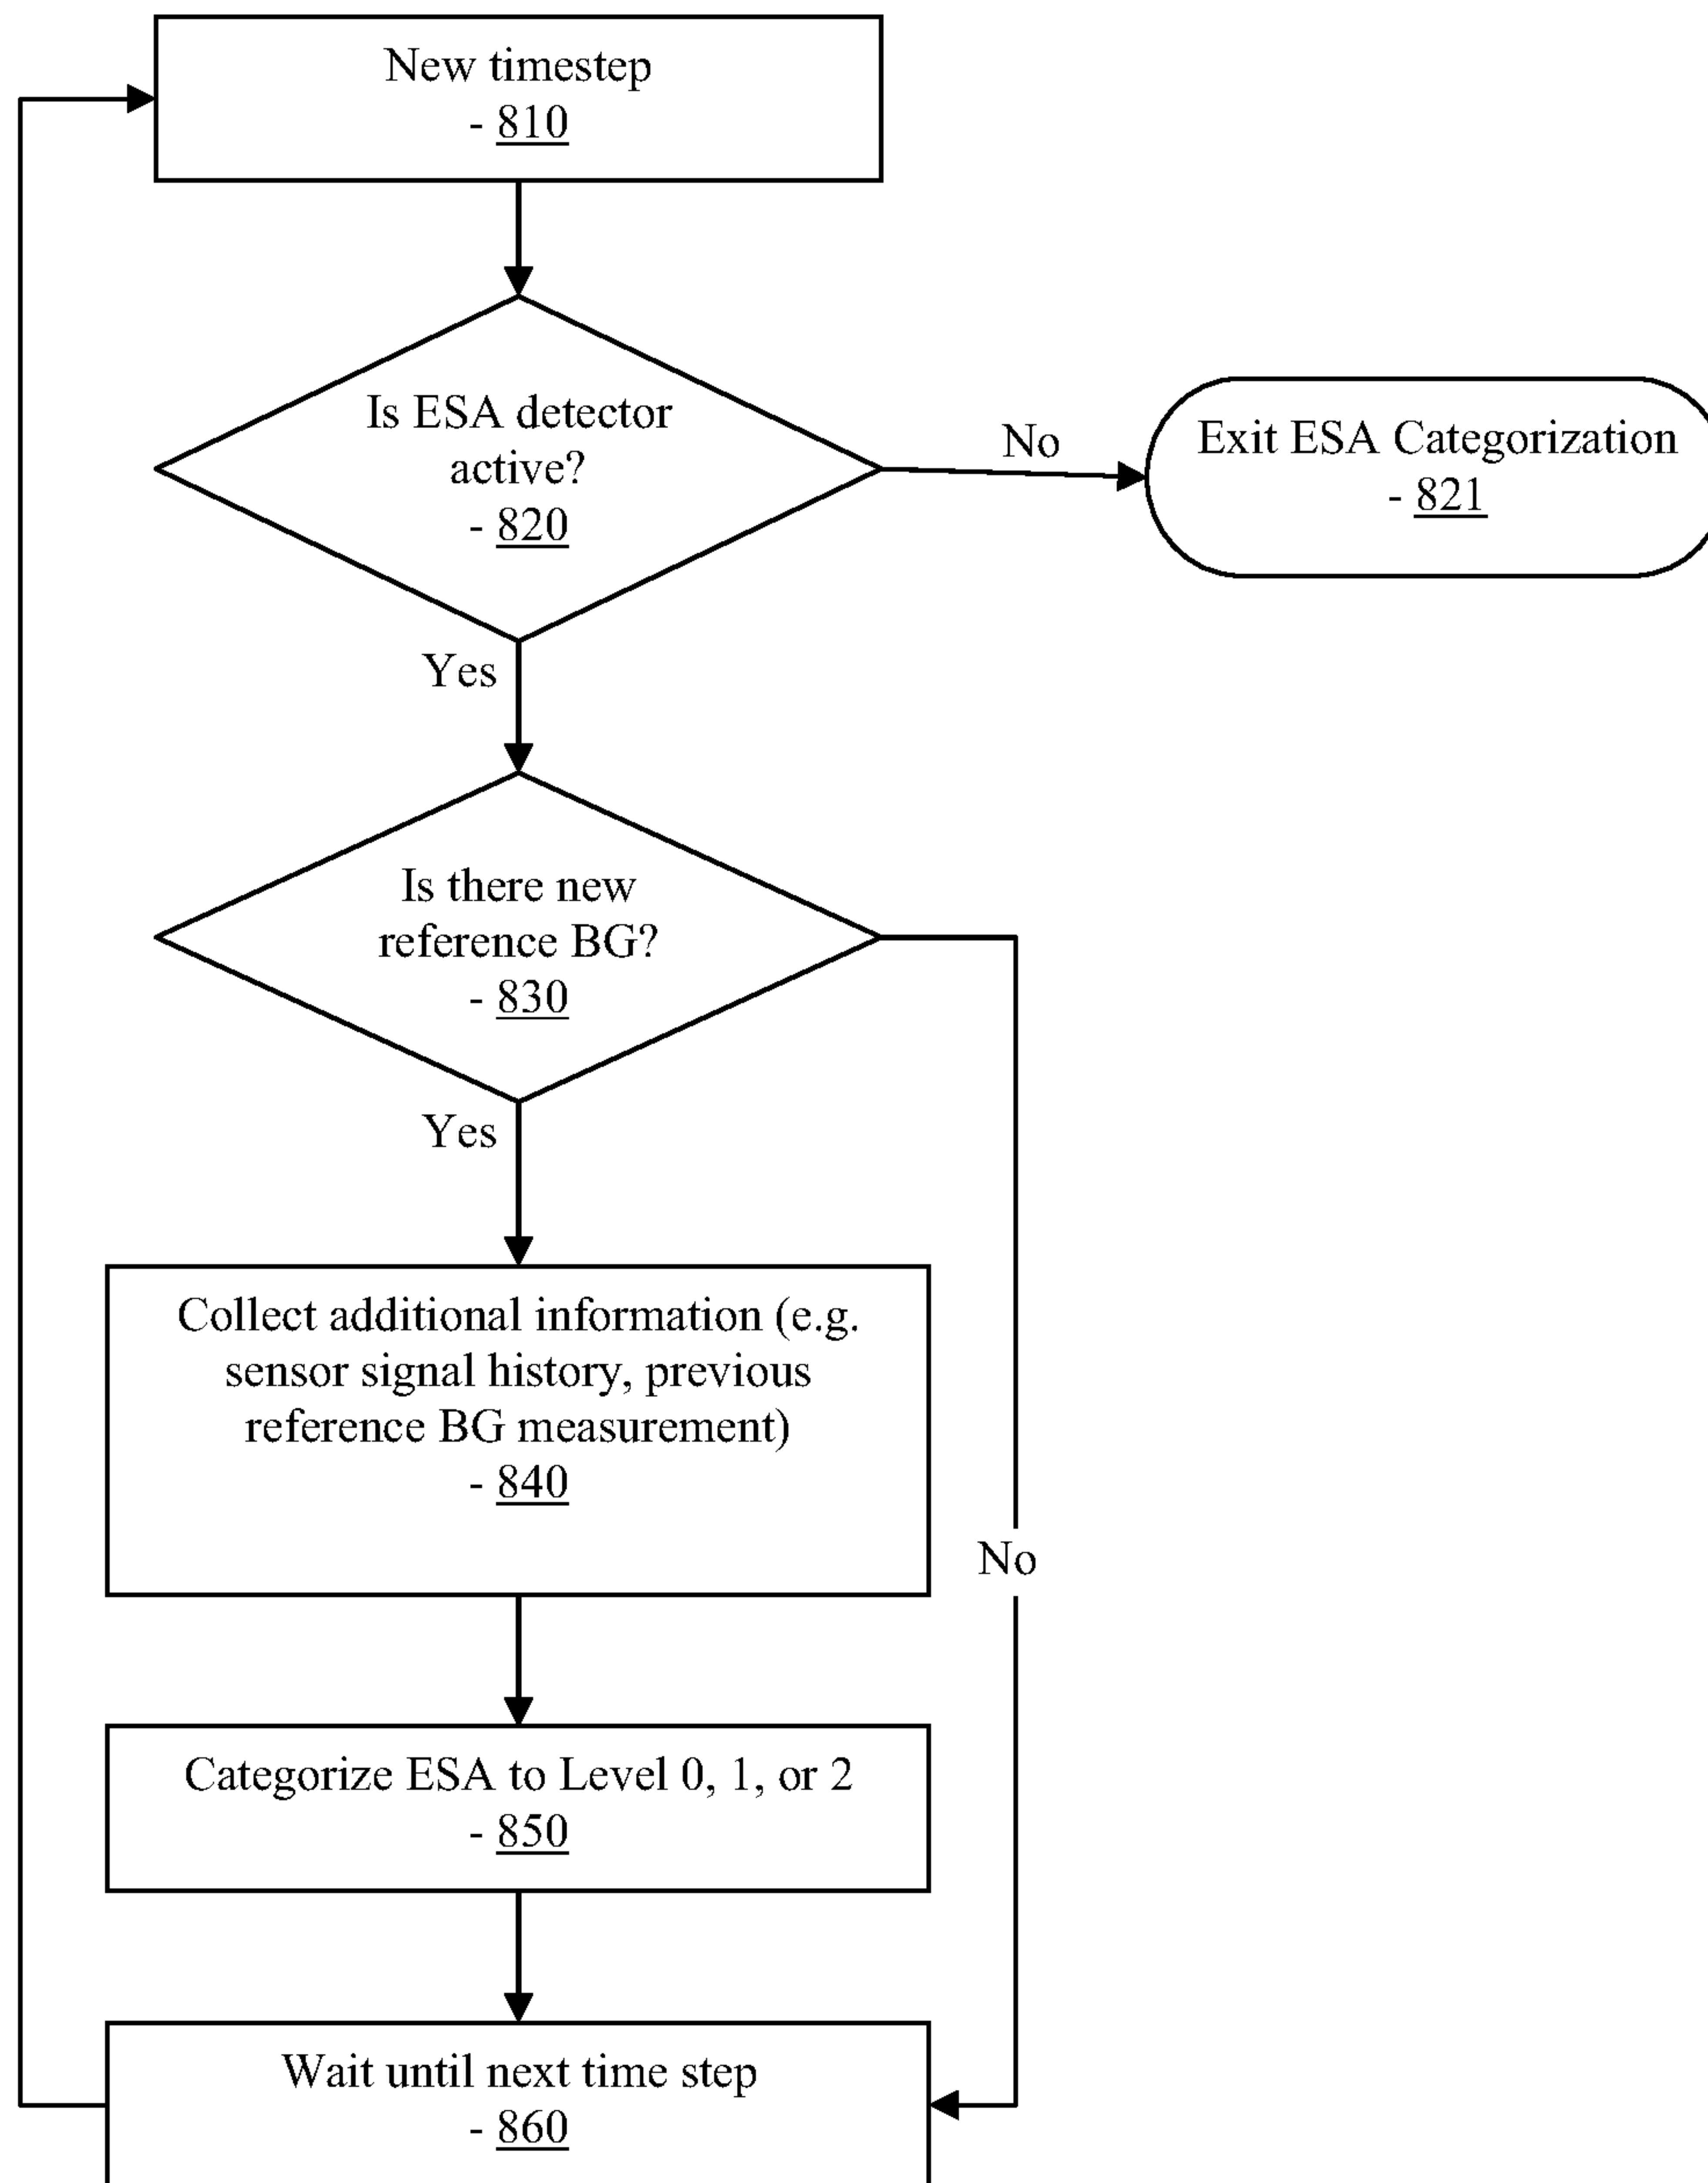 New timestep
- 810
Is ESA detector
active?
- 820
No
Exit ESA Categorization
- 821
Yes
Is there new
reference BG?
- 830
Yes
Collect additional information (e.g.
sensor signal history, previous
reference BG measurement)
- 840
No
Categorize ESA to Level 0, 1, or 2
- 850
Wait until next time step
- 860